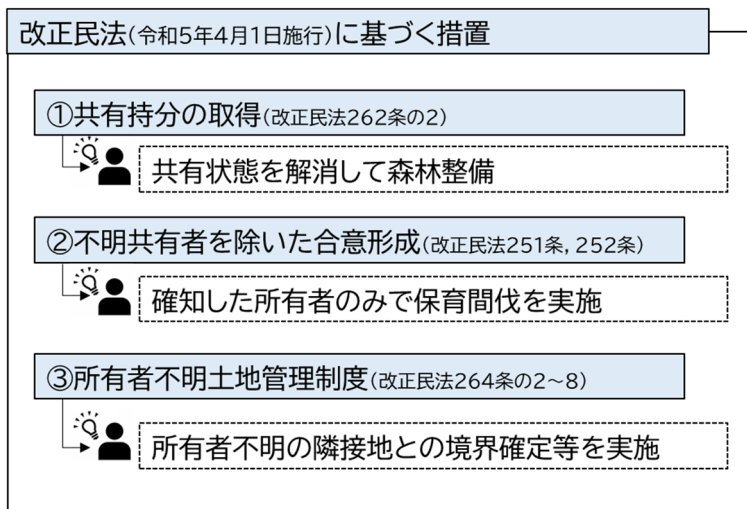 改正民法(令和5年4月1日施行)に基づく措置
①共有持分の取得(改正民法262条の2)
共有状態を解消して森林整備
②不明共有者を除いた合意形成(改正民法251条, 252条)
確知した所有者のみで保育間伐を実施
③所有者不明土地管理制度(改正民法264条の2～8)
所有者不明の隣接地との境界確定等を実施